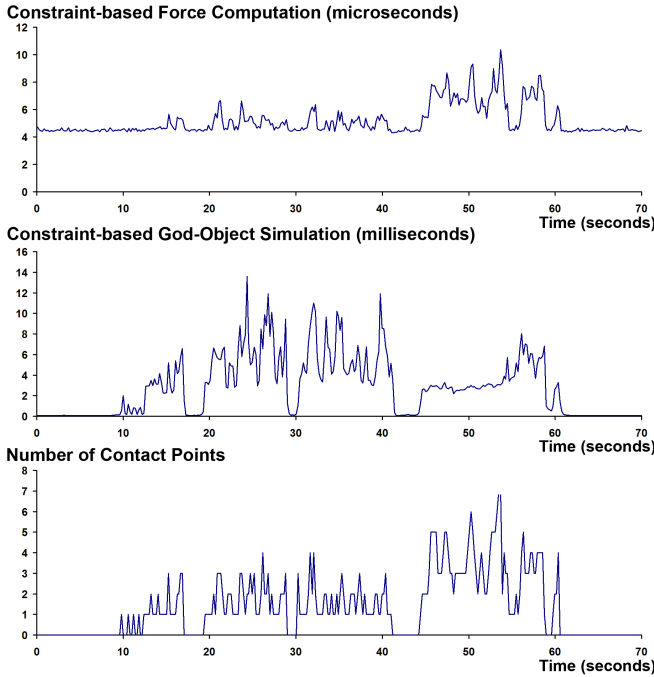 Constraint-based Force Computation (microseconds)
12
10
8
6
4
2
0
0 10 20 30 40 50 60 70
Time (seconds)
Constraint-based God-Object Simulation (milliseconds)
16
14
12
10
8
6
4
2
0
0 10 20 30 40 50 60 70
Time (seconds)
Number of Contact Points
8
7
6
5
4
3
2
1
0
0 10 20 30 40 50 60 70
Time (seconds)